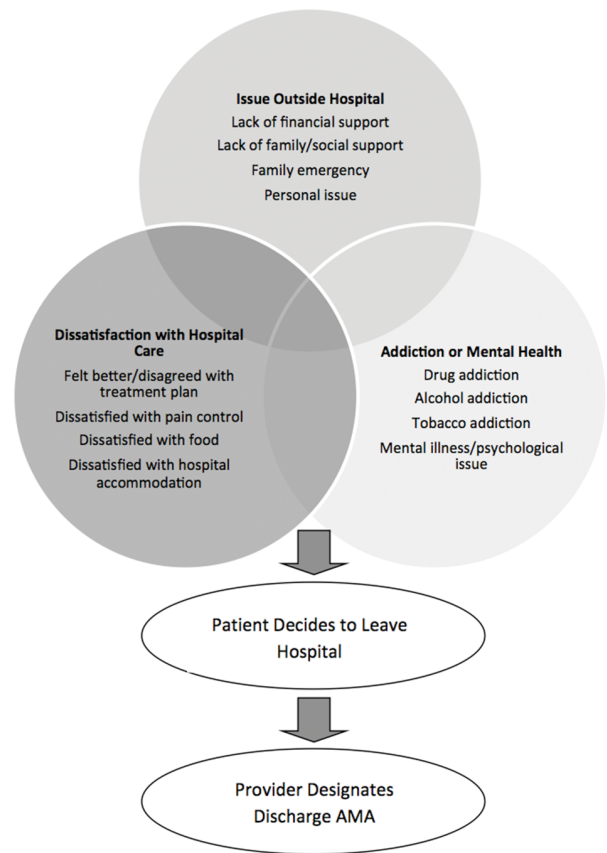 Issue Outside Hospital
Lack of financial support
Lack of family/social support
Family emergency
Personal issue
Dissatisfaction with Hospital
Care
Felt better/disagreed with
treatment plan
Dissatisfied with pain control
Dissatisfied with food
Dissatisfied with hospital
accommodation
Addiction or Mental Health
Drug addiction
Alcohol addiction
Tobacco addiction
Mental illness/psychological
issue
Patient Decides to Leave
Hospital
Provider Designates
Discharge AMA